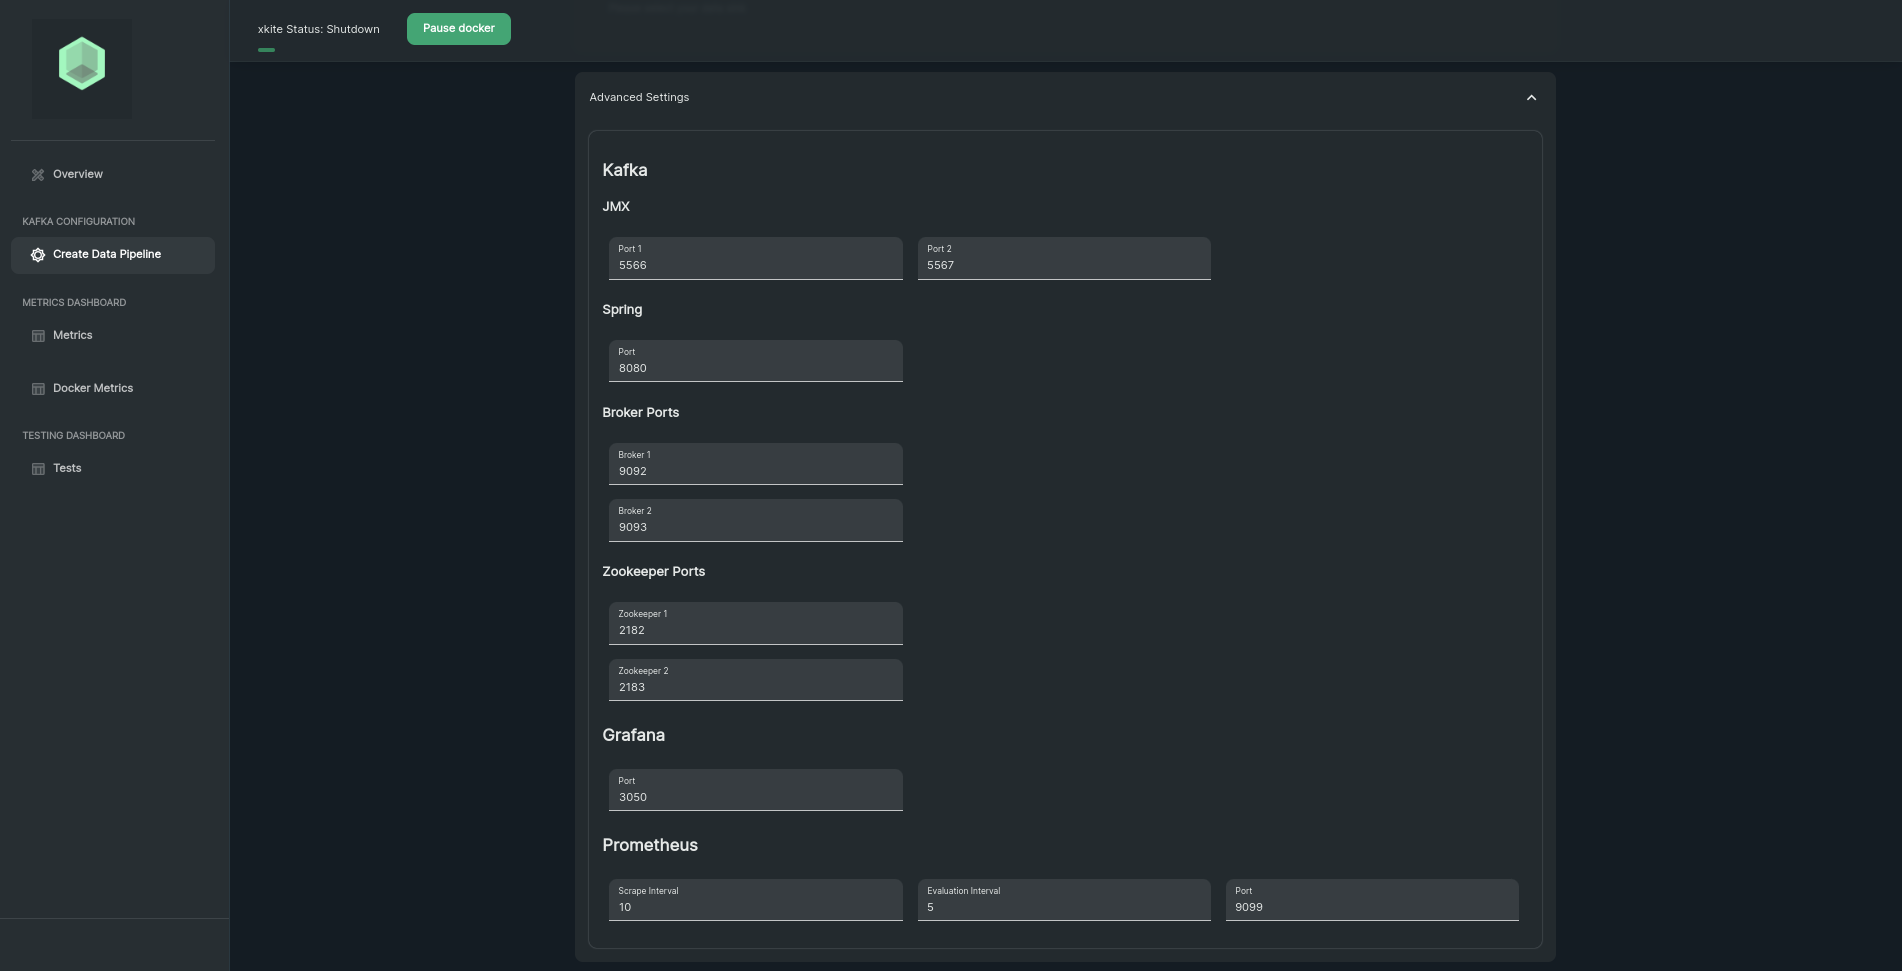 xkite Status: Shutdown
Pause docker
Overview
KAFKA CONFIGURATION
Create Data Pipeline
METRICS DASHBOARD
Metrics
Docker Metrics
TESTING DASHBOARD
Tests
Advanced Settings
Kafka
JMX
Port 1
Port 2
5566
5567
Spring
Port
8080
Broker Ports
Broker 1
9092
Broker 2
9093
Zookeeper Ports
Zookeeper 1
2182
Zookeeper 2
2183
Grafana
Port
3050
Prometheus
Scrape Interval
Evaluation Interval
Port
10
5
9099